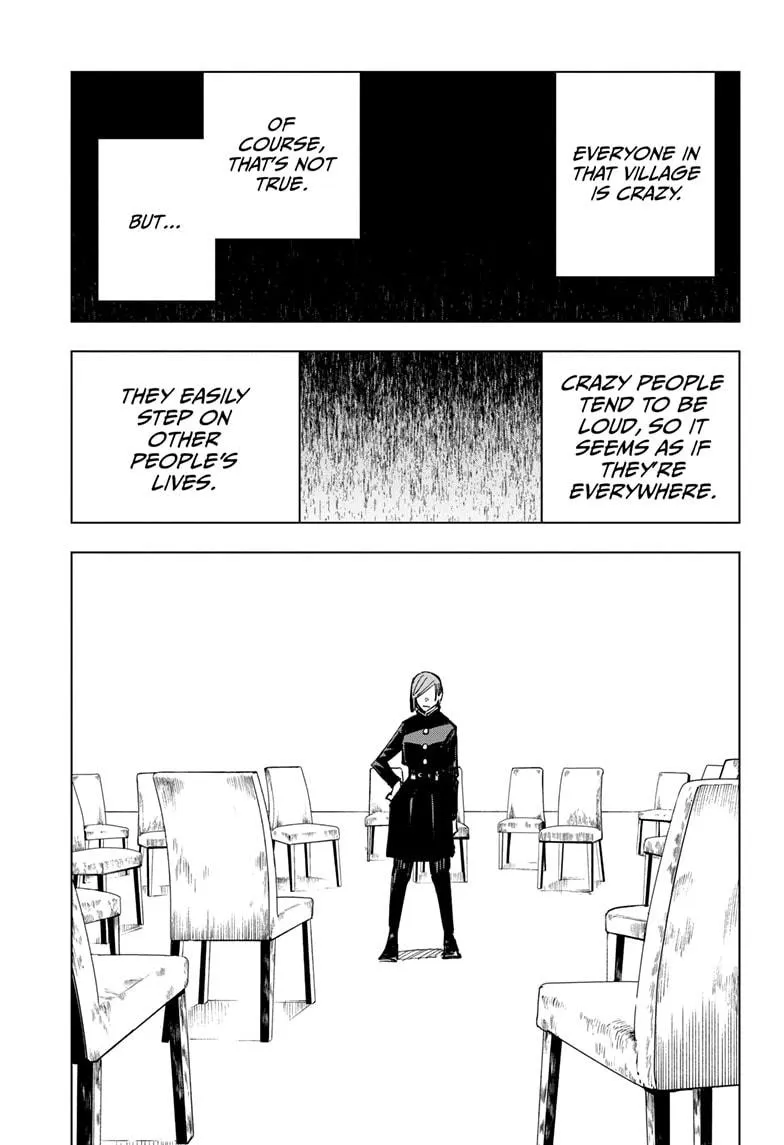 EVERYONE IN
THAT VILLAGE
IS CRAZY.
OF
COURSE,
THAT'S NOT
TRUE.
BUT...
CRAZY PEOPLE
TEND TO BE
LOUD, SO IT
SEEMS AS IF
THEY'RE
EVERYWHERE.
THEY EASILY
STEP ON
OTHER
PEOPLE'S
LIVES.